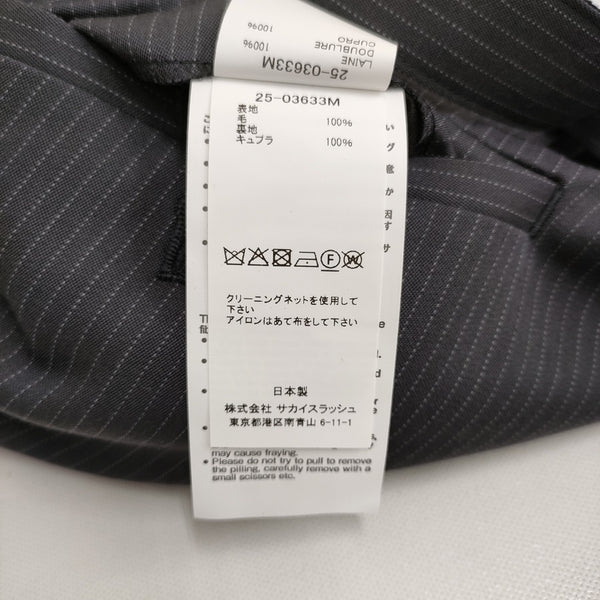 25-03633M
DOUBLURE
CUPRO 100%
LAINE 100%
25-03633M
表地
毛 100%
裏地
キュプラ 100%
クリーニングネットを使用して
下さい
アイロンはあて布をして下さい
日本製
株式会社 サカイスラッシュ
東京都港区南青山 6-11-1
may cause fraying.
• Please do not try to pull to remove
the pilling, carefully remove with a
small scissors etc.